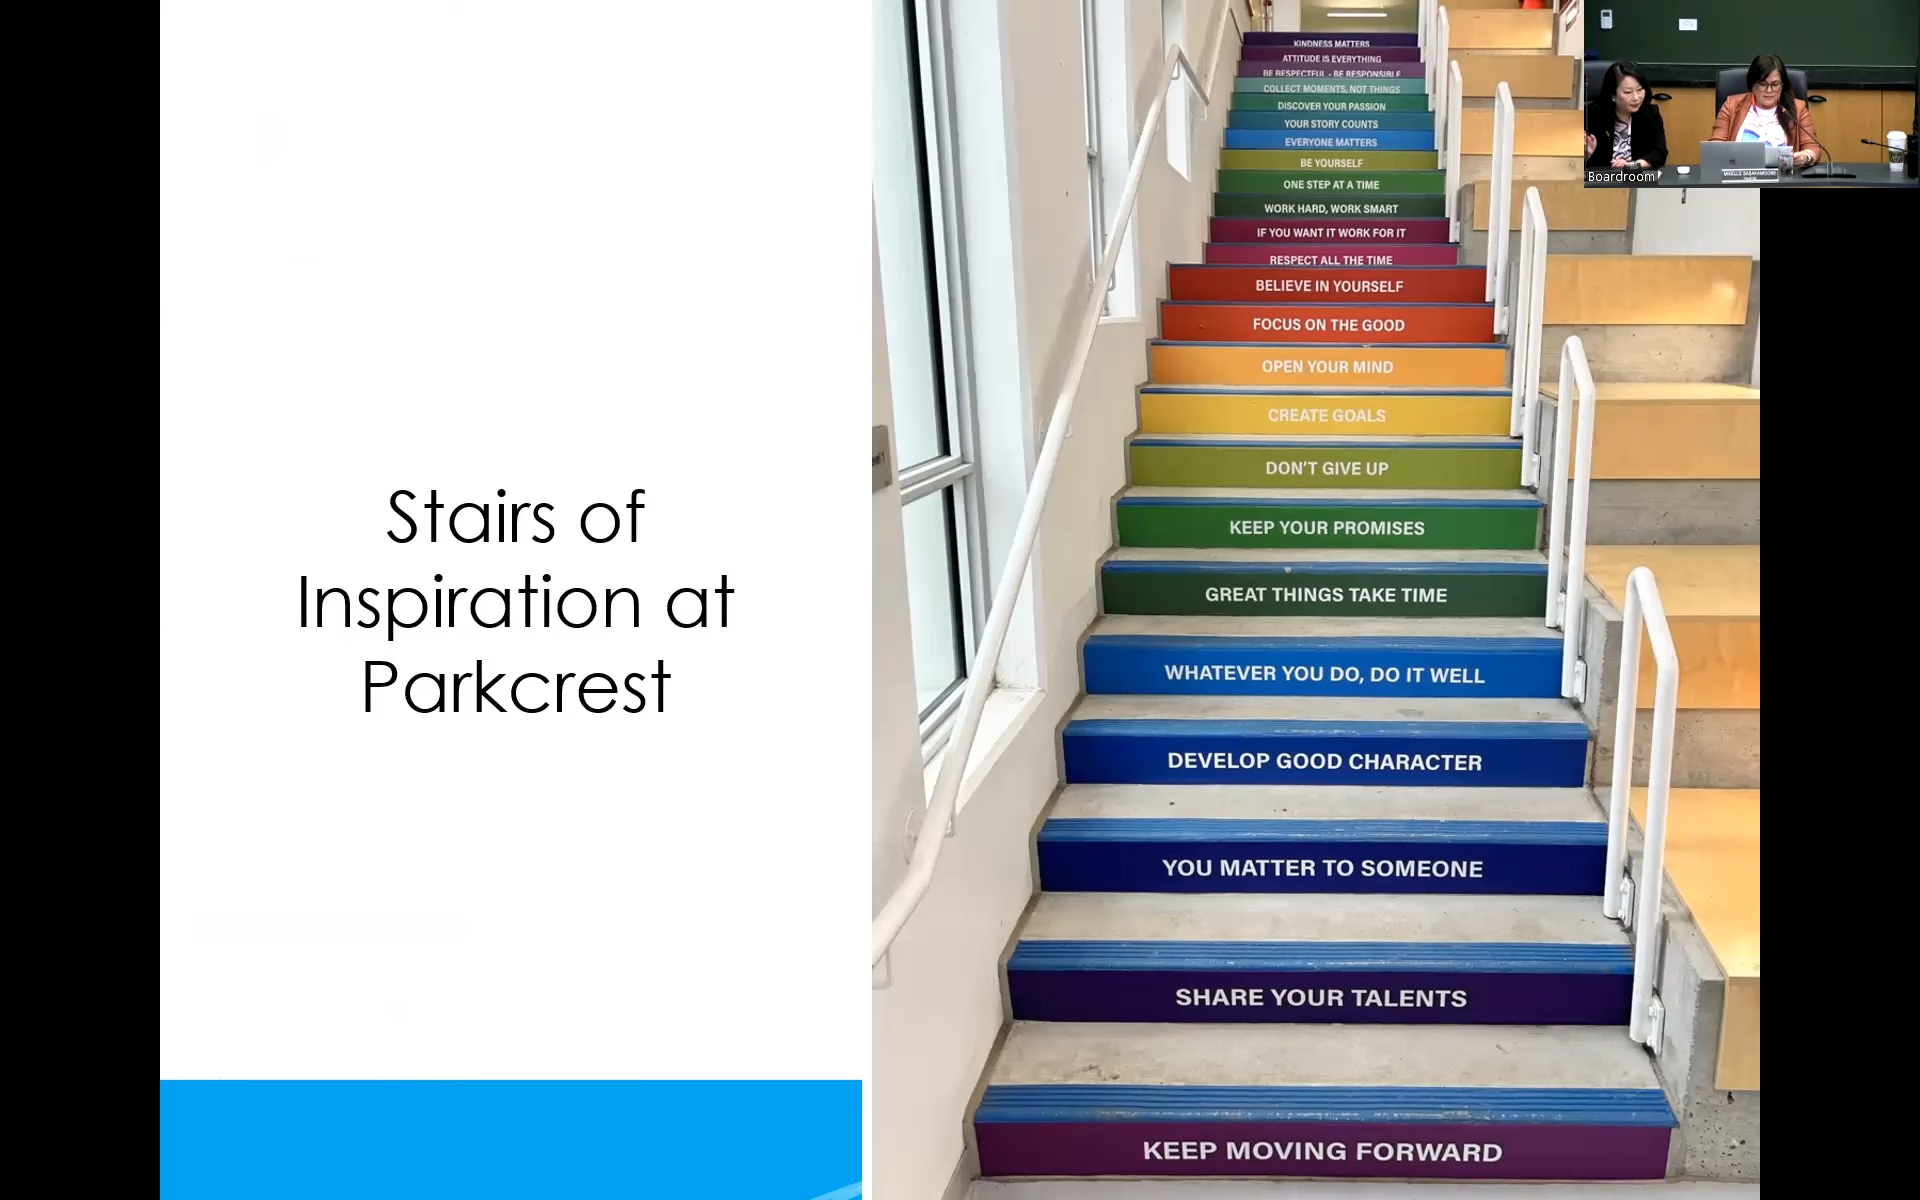 Stairs of
Inspiration at
Parkcrest
KINDNESS MATTERS
ATTITUDE IS EVERYTHING
BE RESPECTFUL - BE RESPONSIBLE
COLLECT MOMENTS, NOT THINGS
DISCOVER YOUR PASSION
YOUR STORY COUNTS
EVERYONE MATTERS
BE YOURSELF
ONE STEP AT A TIME
WORK HARD, WORK SMART
IF YOU WANT IT WORK FOR IT
RESPECT ALL THE TIME
BELIEVE IN YOURSELF
FOCUS ON THE GOOD
OPEN YOUR MIND
CREATE GOALS
DON'T GIVE UP
KEEP YOUR PROMISES
GREAT THINGS TAKE TIME
WHATEVER YOU DO, DO IT WELL
DEVELOP GOOD CHARACTER
YOU MATTER TO SOMEONE
SHARE YOUR TALENTS
KEEP MOVING FORWARD
Boardroom